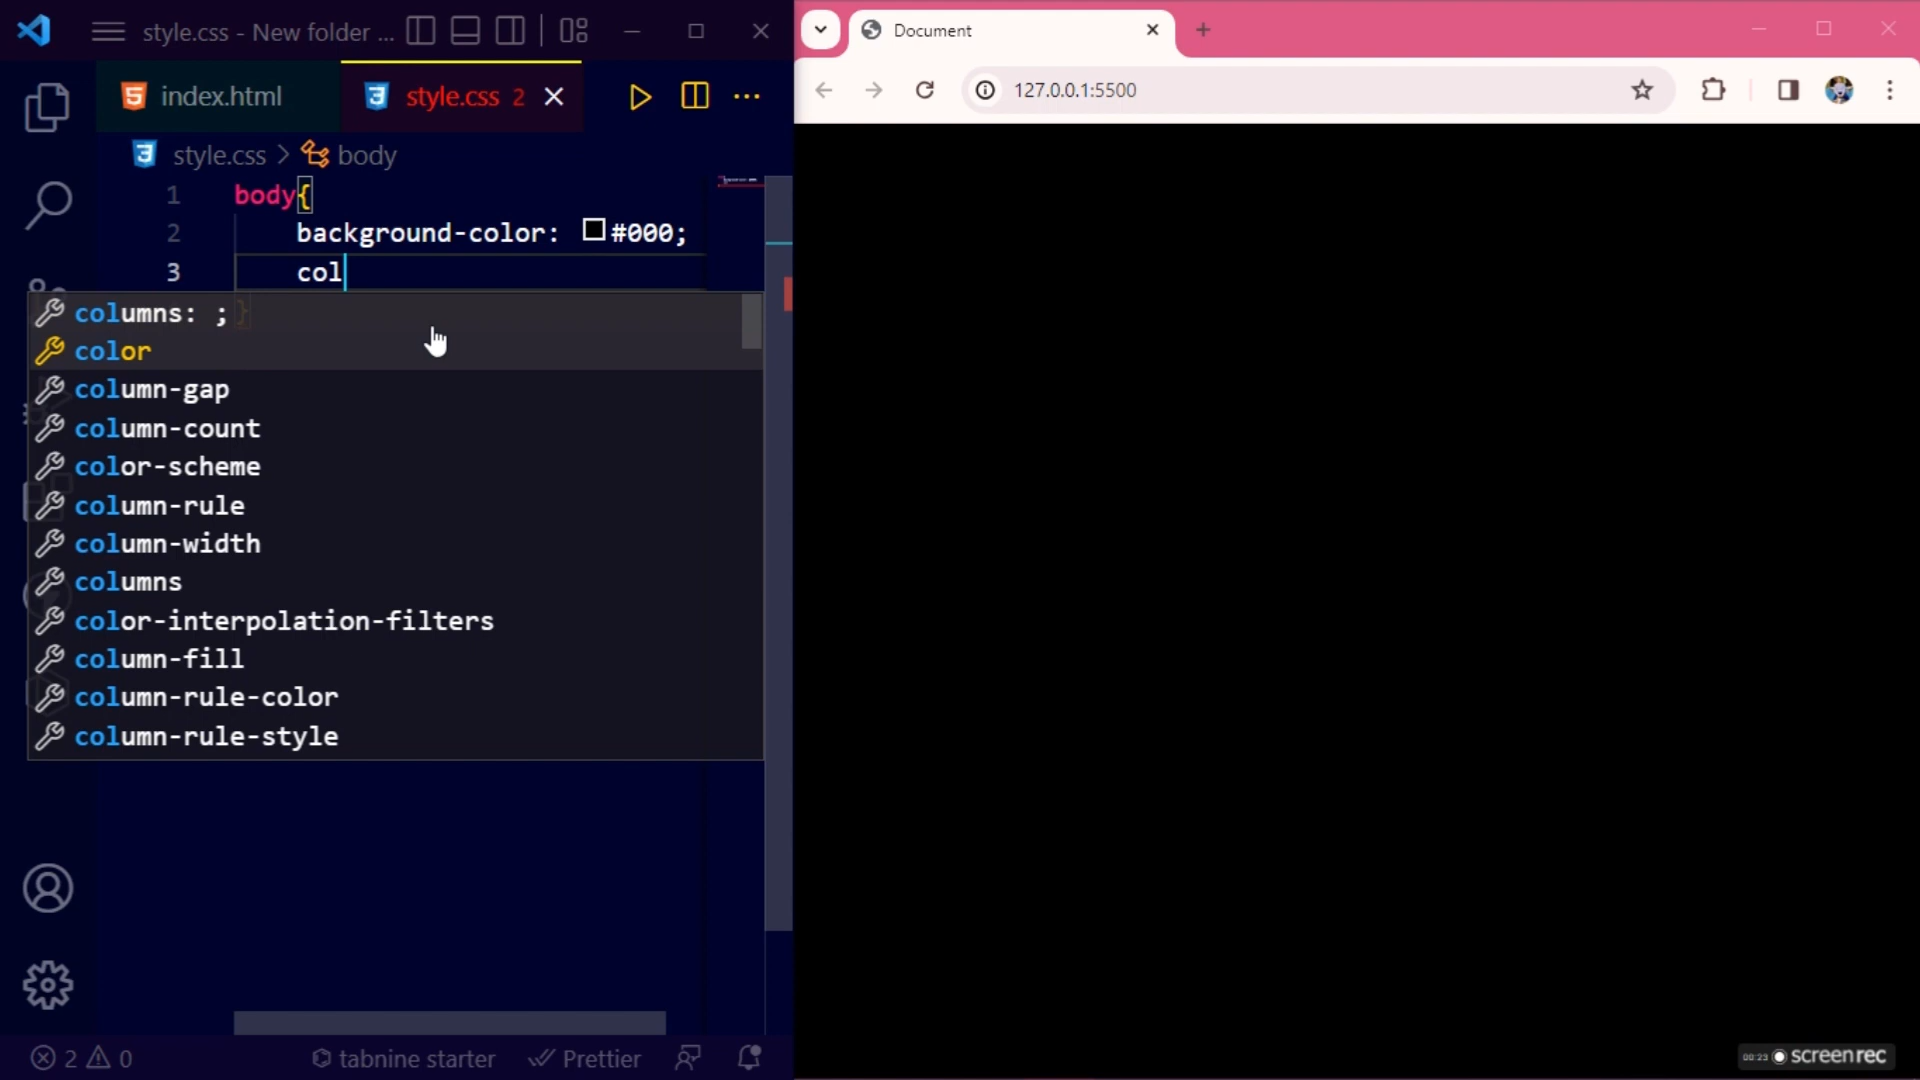 style.css - New folder ...
index.html
style.css 2
style.css > body
1 body{
2 background-color: #000;
3 col
columns: ; }
color
column-gap
column-count
color-scheme
column-rule
column-width
columns
color-interpolation-filters
column-fill
column-rule-color
column-rule-style
2 0 tabnine starter Prettier
Document
127.0.0.1:5500
00:23 screenrec